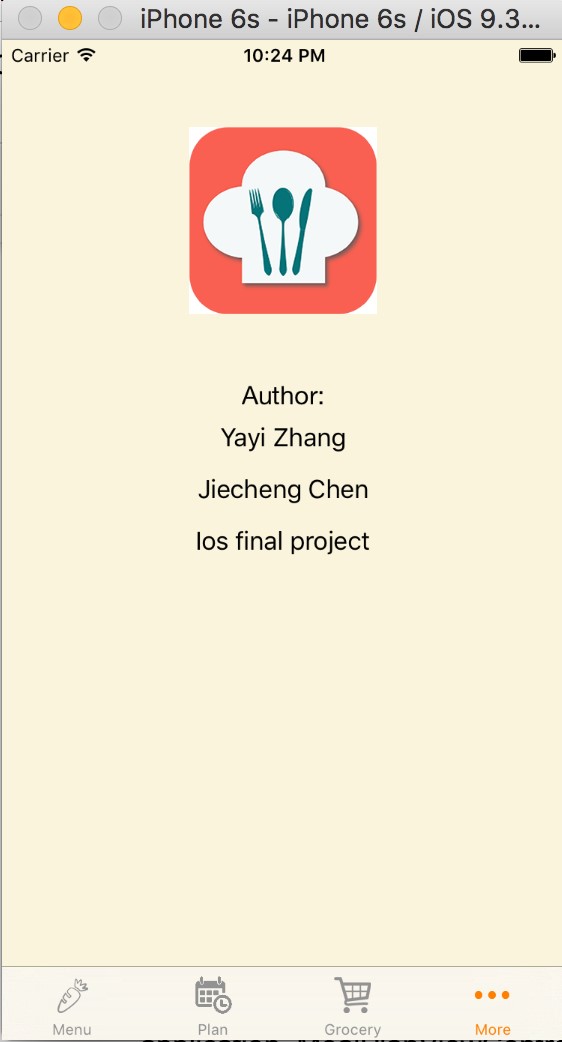 iPhone 6s - iPhone 6s / iOS 9.3...
Carrier 10:24 PM
Author:
Yayi Zhang
Jiecheng Chen
Ios final project
Menu Plan Grocery More